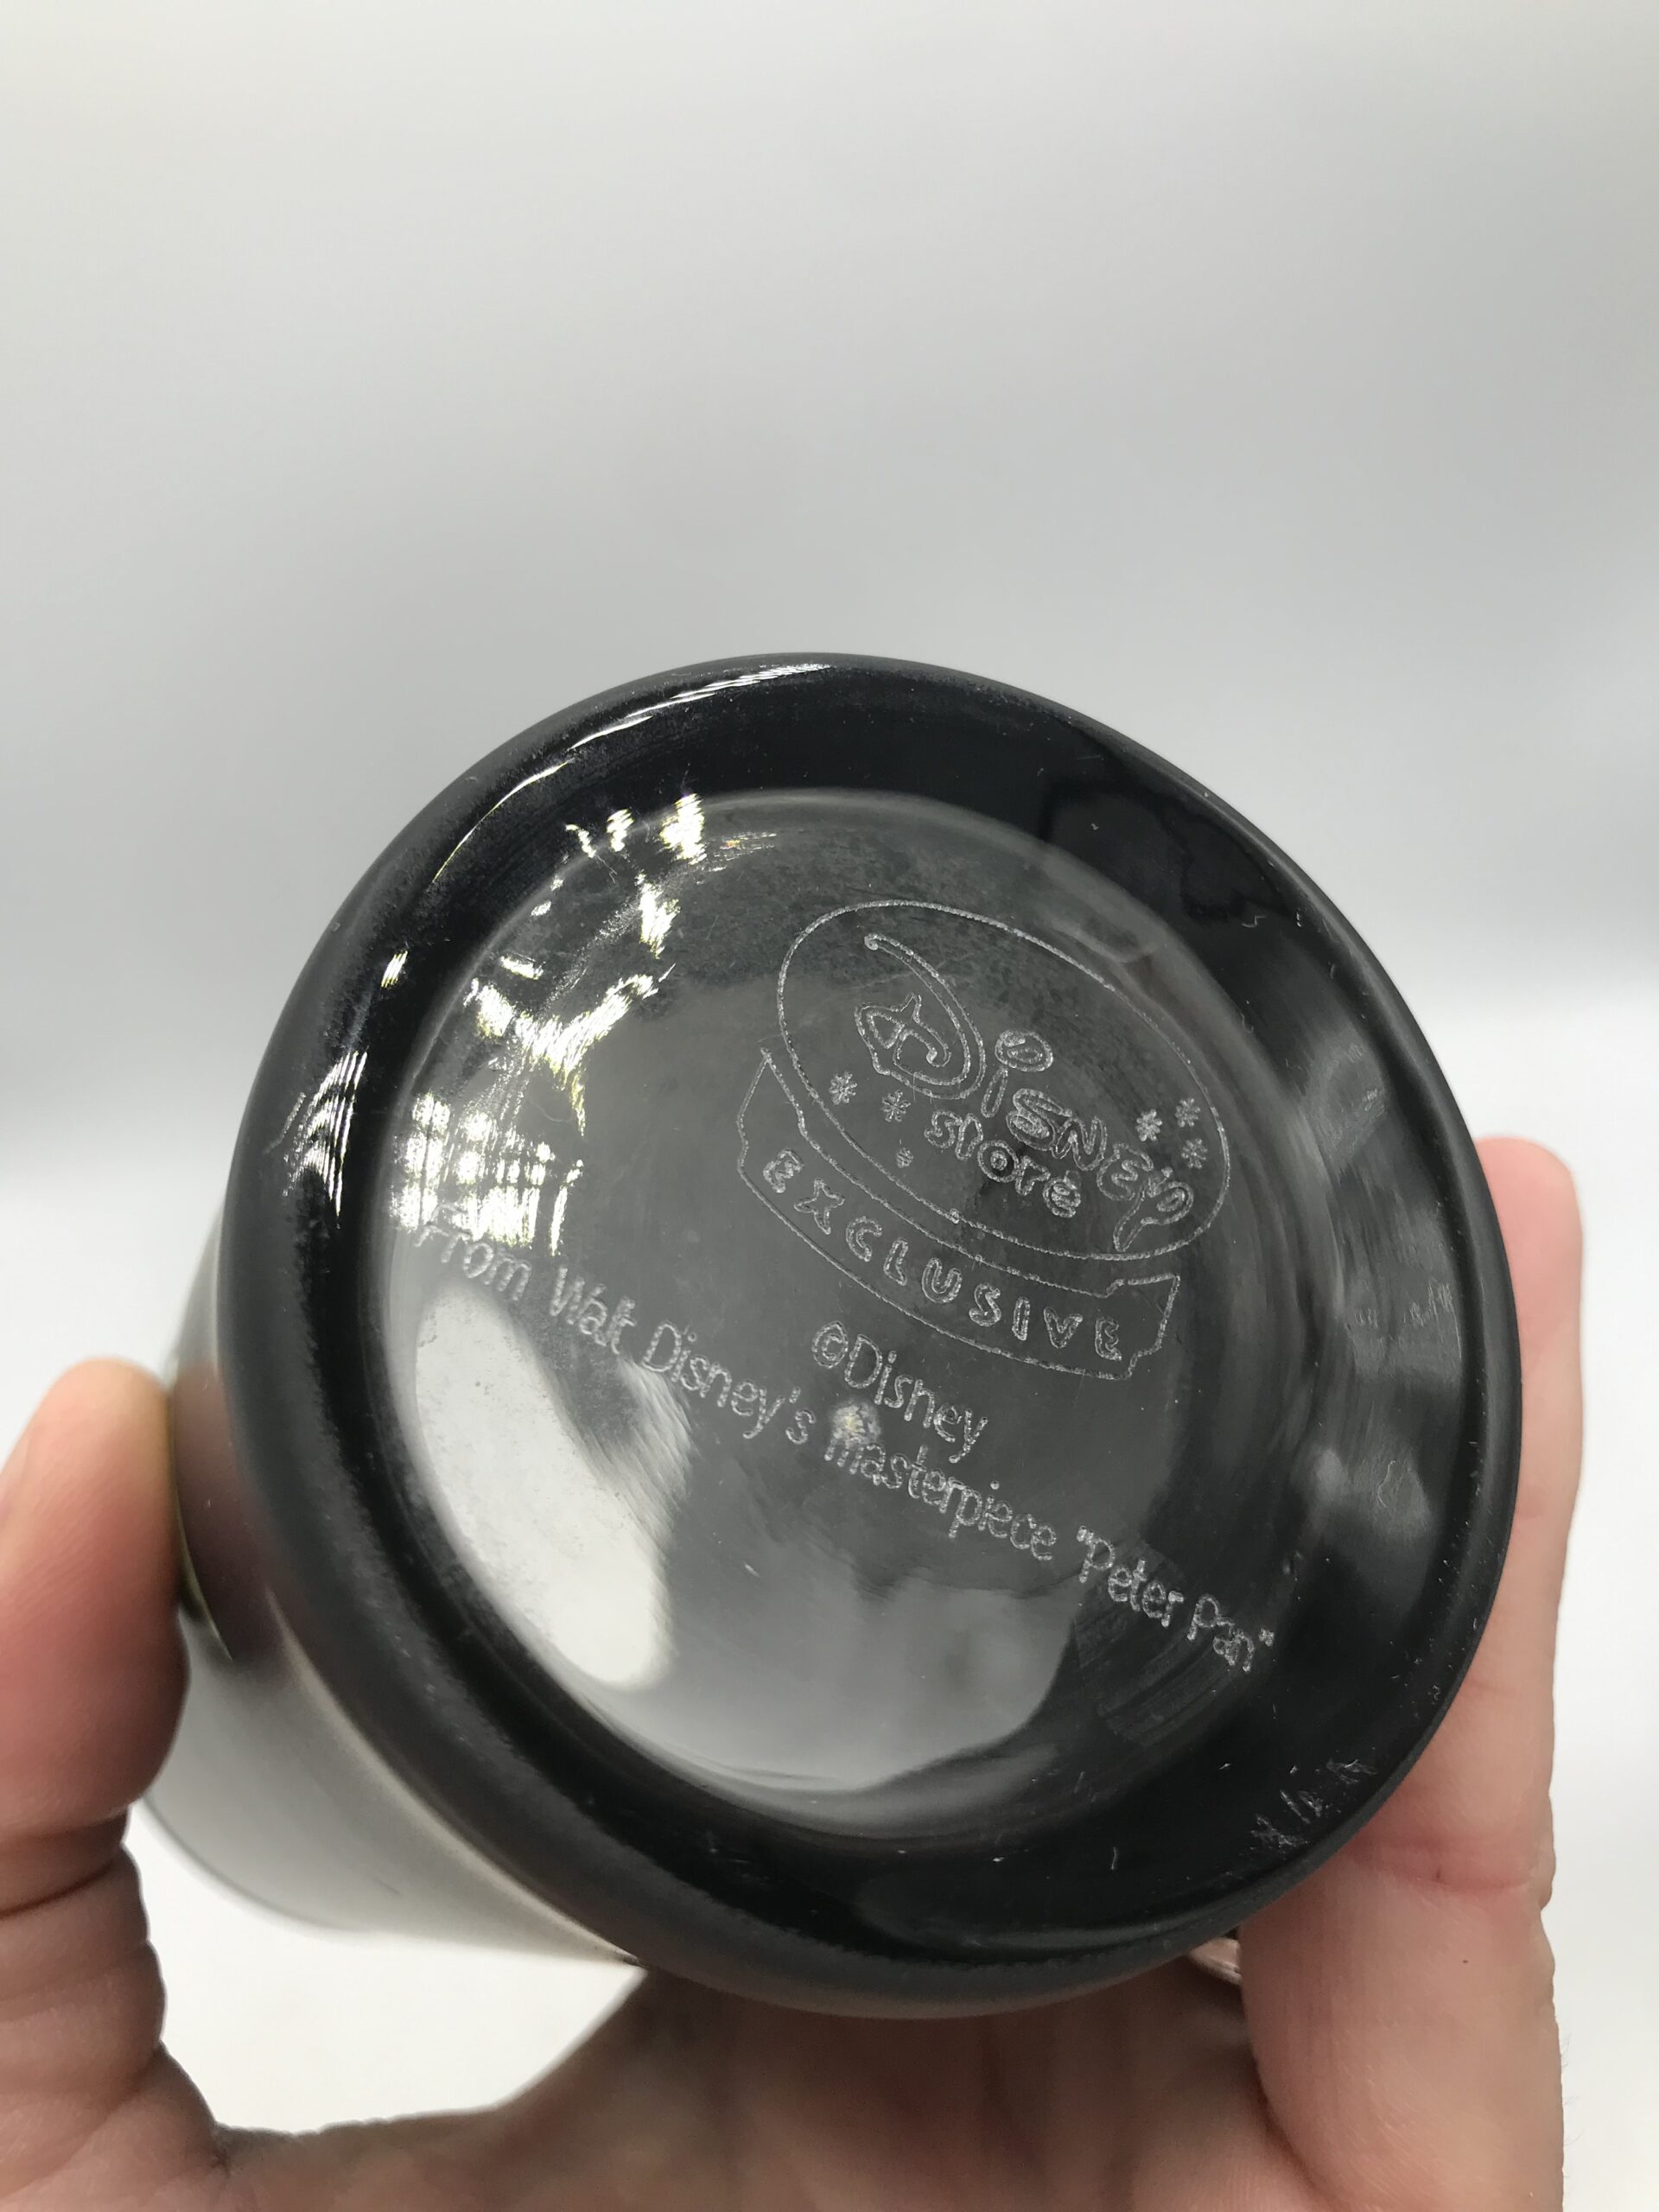 Disney
store
EXCLUSIVE
©Disney
From Walt Disney's masterpiece "Peter Pan"